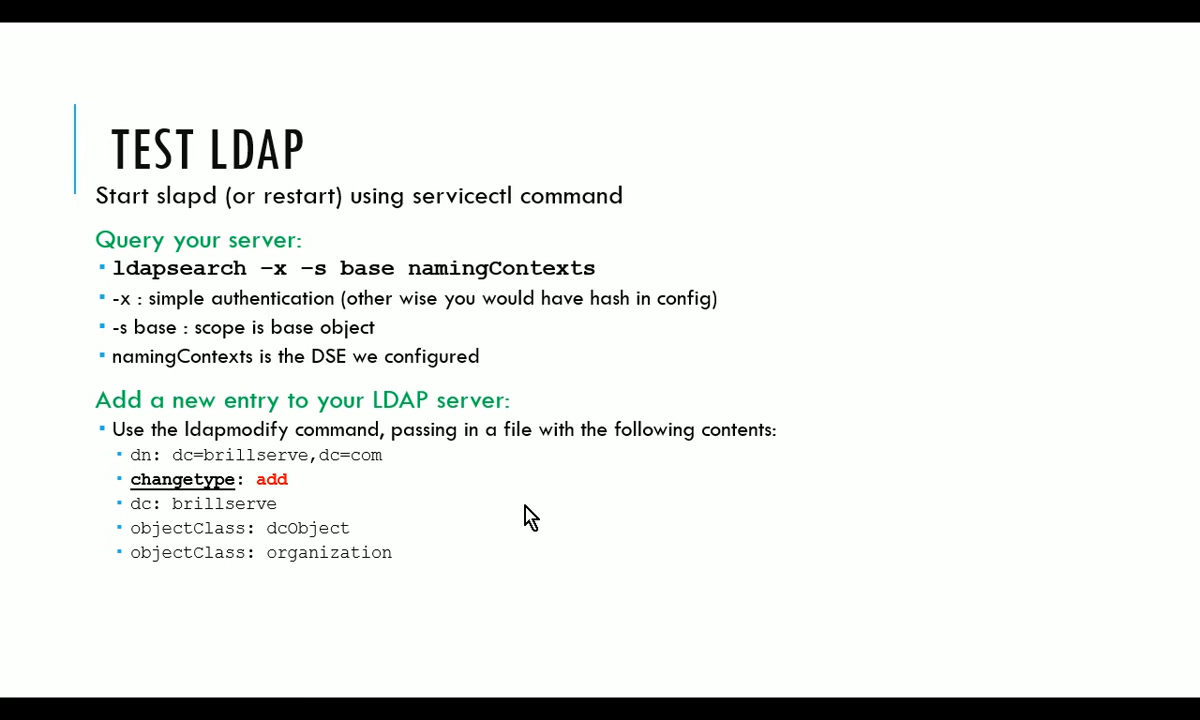 TEST LDAP
Start slapd (or restart) using servicectl command
Query your server:
▪ ldapsearch –x –s base namingContexts
▪ -x : simple authentication (other wise you would have hash in config)
▪ -s base : scope is base object
▪ namingContexts is the DSE we configured
Add a new entry to your LDAP server:
▪ Use the ldapmodify command, passing in a file with the following contents:
▪ dn: dc=brillserve,dc=com
▪ changetype: add
▪ dc: brillserve
▪ objectClass: dcObject
▪ objectClass: organization